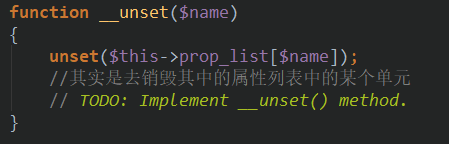 function __unset($name)
{
unset($this->prop_list[$name]);
//其实是去销毁其中的属性列表中的某个单元
// TODO: Implement __unset() method.
}